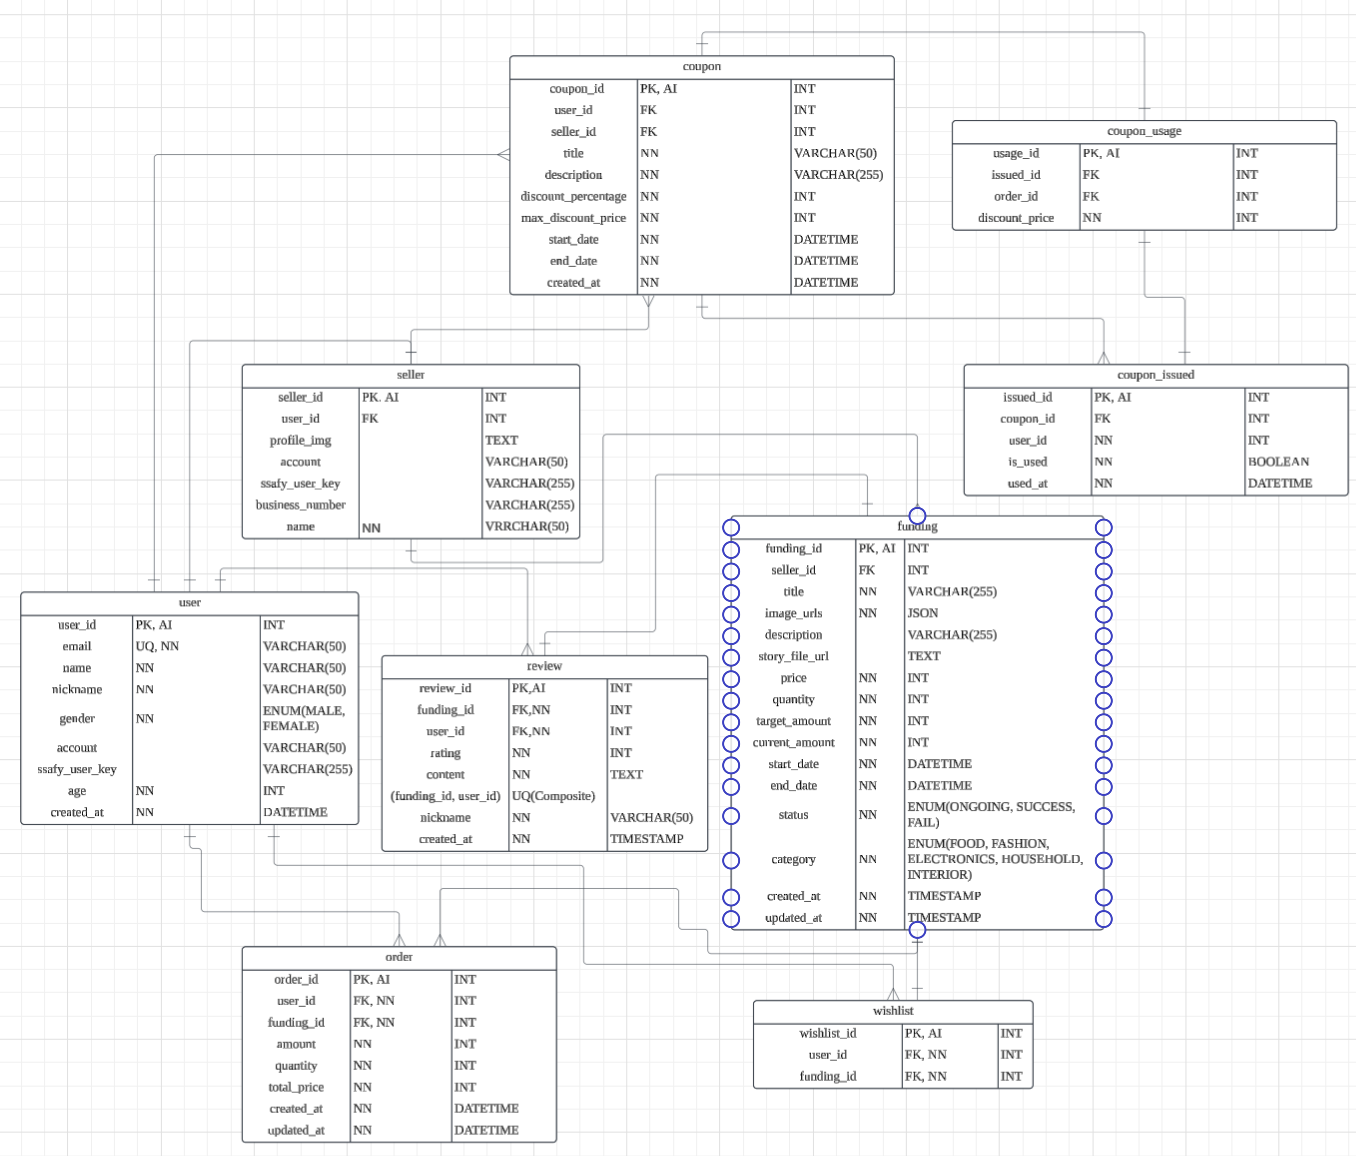 coupon
coupon_id PK, AI INT
user_id FK INT
seller_id FK INT
title NN VARCHAR(50)
description NN VARCHAR(255)
discount_percentage NN INT
max_discount_price NN INT
start_date NN DATETIME
end_date NN DATETIME
created_at NN DATETIME
coupon_usage
usage_id PK, AI INT
issued_id FK INT
order_id FK INT
discount_price NN INT
seller
seller_id PK. AI INT
user_id FK INT
profile_img TEXT
account VARCHAR(50)
ssafy_user_key VARCHAR(255)
business_number VARCHAR(255)
name NN VRRCHAR(50)
coupon_issued
issued_id PK, AI INT
coupon_id FK INT
user_id NN INT
is_used NN BOOLEAN
used_at NN DATETIME
funding
funding_id PK, AI INT
seller_id FK INT
title NN VARCHAR(255)
image_urls NN JSON
description VARCHAR(255)
story_file_url TEXT
price NN INT
quantity NN INT
target_amount NN INT
current_amount NN INT
start_date NN DATETIME
end_date NN DATETIME
status NN ENUM(ONGOING, SUCCESS,
FAIL)
category NN ENUM(FOOD, FASHION,
ELECTRONICS, HOUSEHOLD,
INTERIOR)
created_at NN TIMESTAMP
updated_at NN TIMESTAMP
user
user_id PK, AI INT
email UQ, NN VARCHAR(50)
name NN VARCHAR(50)
nickname NN VARCHAR(50)
gender NN ENUM(MALE,
FEMALE)
account VARCHAR(50)
ssafy_user_key VARCHAR(255)
age NN INT
created_at NN DATETIME
review
review_id PK,AI INT
funding_id FK,NN INT
user_id FK,NN INT
rating NN INT
content NN TEXT
(funding_id, user_id) UQ(Composite)
nickname NN VARCHAR(50)
created_at NN TIMESTAMP
order
order_id PK, AI INT
user_id FK, NN INT
funding_id FK, NN INT
amount NN INT
quantity NN INT
total_price NN INT
created_at NN DATETIME
updated_at NN DATETIME
wishlist
wishlist_id PK, AI INT
user_id FK, NN INT
funding_id FK, NN INT